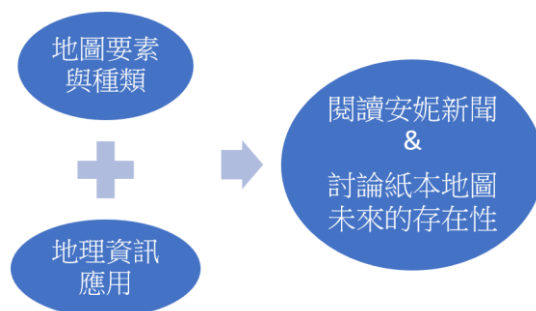 地圖要素
與種類
地理資訊
應用
閱讀安妮新聞
&
討論紙本地圖
未來的存在性